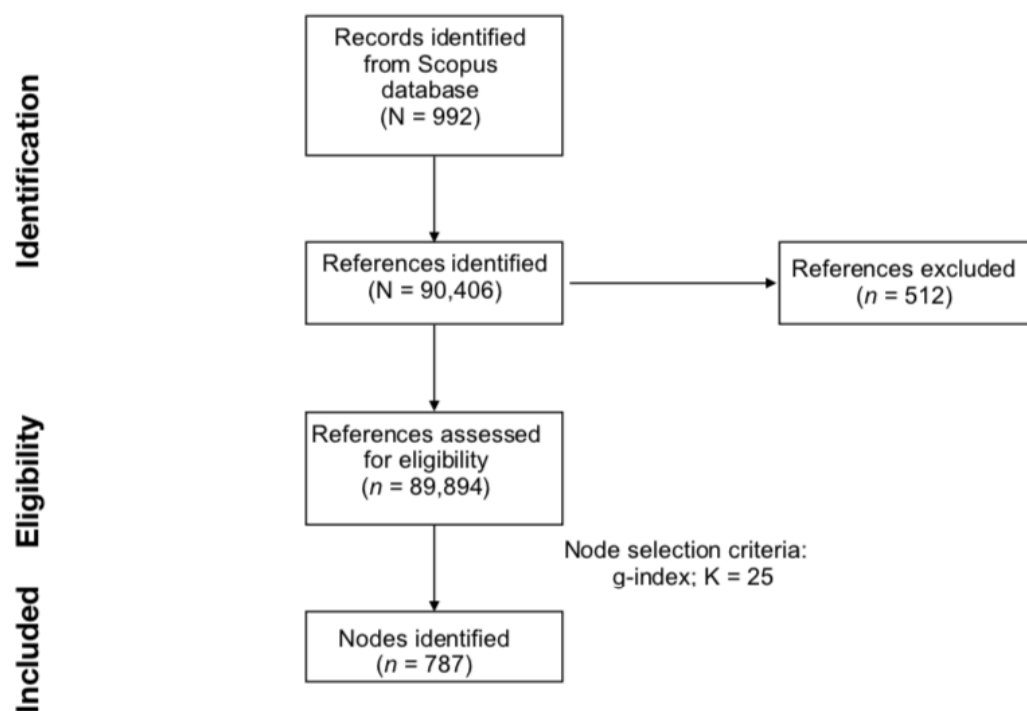 Identification
Records identified
from Scopus
database
(N = 992)
References identified
(N = 90,406)
References excluded
(n = 512)
Eligibility
References assessed
for eligibility
(n = 89,894)
Node selection criteria:
g-index; K = 25
Included
Nodes identified
(n = 787)